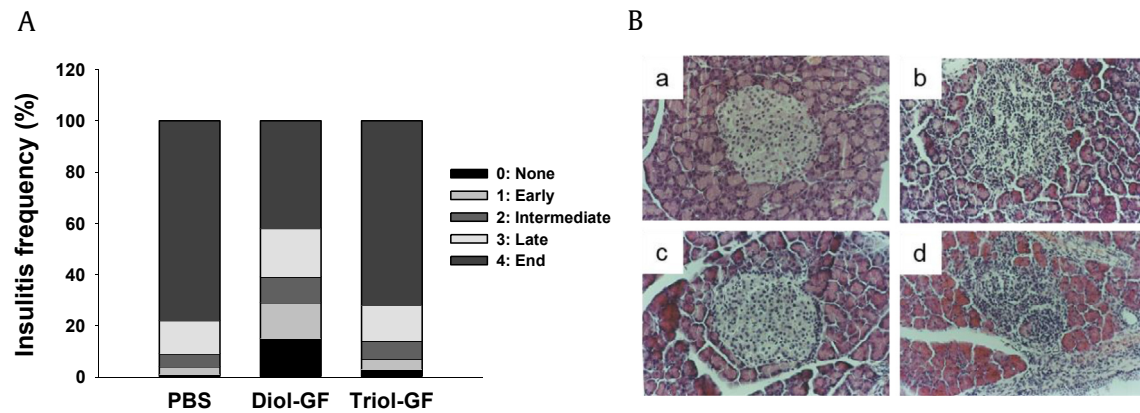 A
B
Insulitis frequency (%)
120
100
80
60
40
20
0
PBS
Diol-GF
Triol-GF
0: None
1: Early
2: Intermediate
3: Late
4: End
a
b
c
d